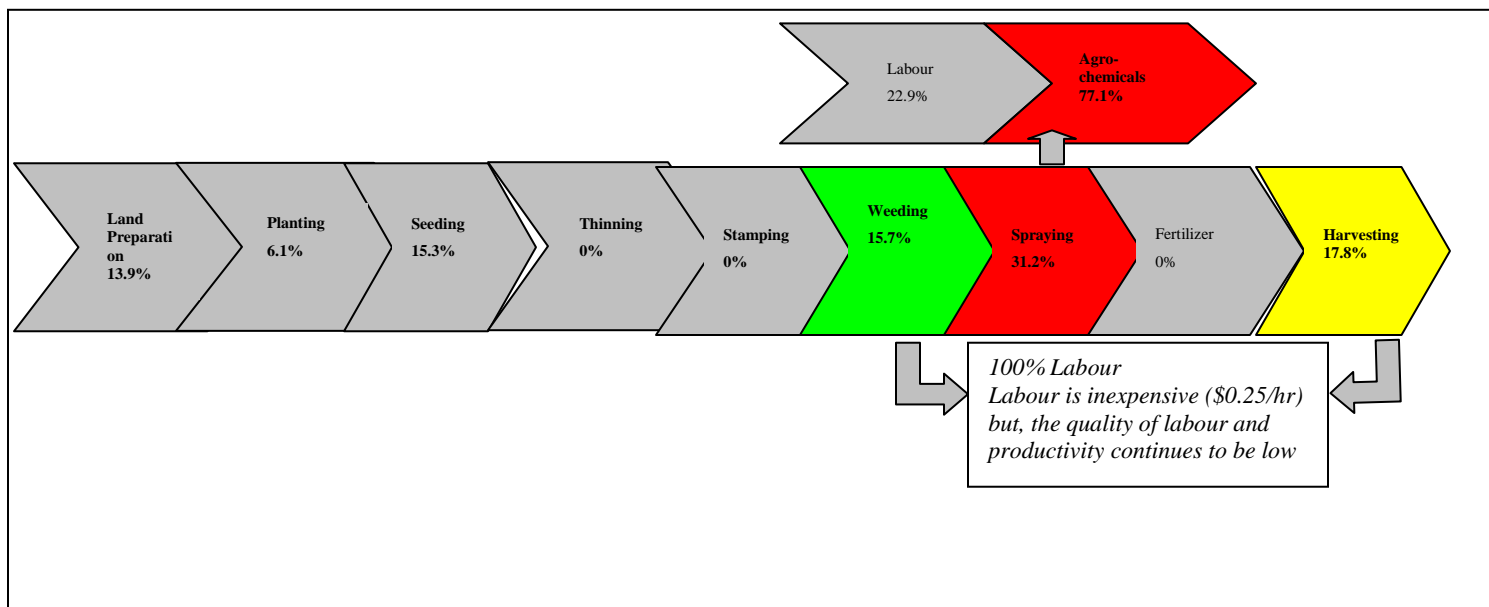 Labour
22.9%
Agro-
chemicals
77.1%
Land
Preparati
on
13.9%
Planting
6.1%
Seeding
15.3%
Thinning
0%
Stamping
0%
Weeding
15.7%
Spraying
31.2%
Fertilizer
0%
Harvesting
17.8%
100% Labour
Labour is inexpensive ($0.25/hr)
but, the quality of labour and
productivity continues to be low